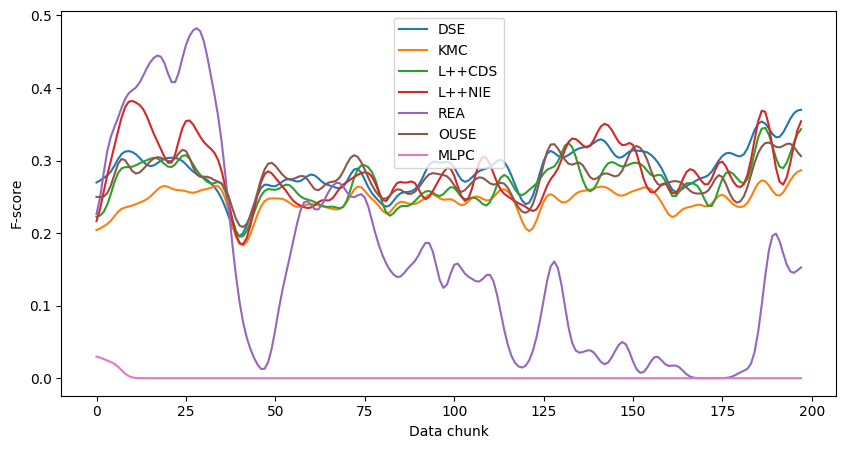 F-score
0.5
0.4
0.3
0.2
0.1
0.0
DSE
KMC
L++CDS
L++NIE
REA
OUSE
MLPC
0 25 50 75 100 125 150 175 200
Data chunk